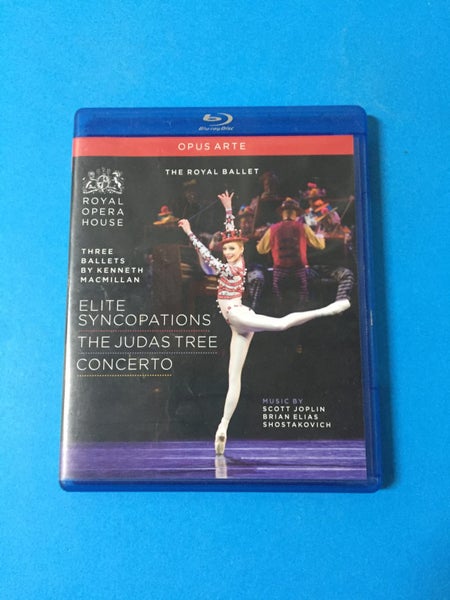 Blu-ray Disc
OPUS ARTE
THE ROYAL BALLET
ROYAL
OPERA
HOUSE
THREE
BALLETS
BY KENNETH
MACMILLAN
ELITE
SYNCOPATIONS
THE JUDAS TREE
CONCERTO
MUSIC BY
SCOTT JOPLIN
BRIAN ELIAS
SHOSTAKOVICH